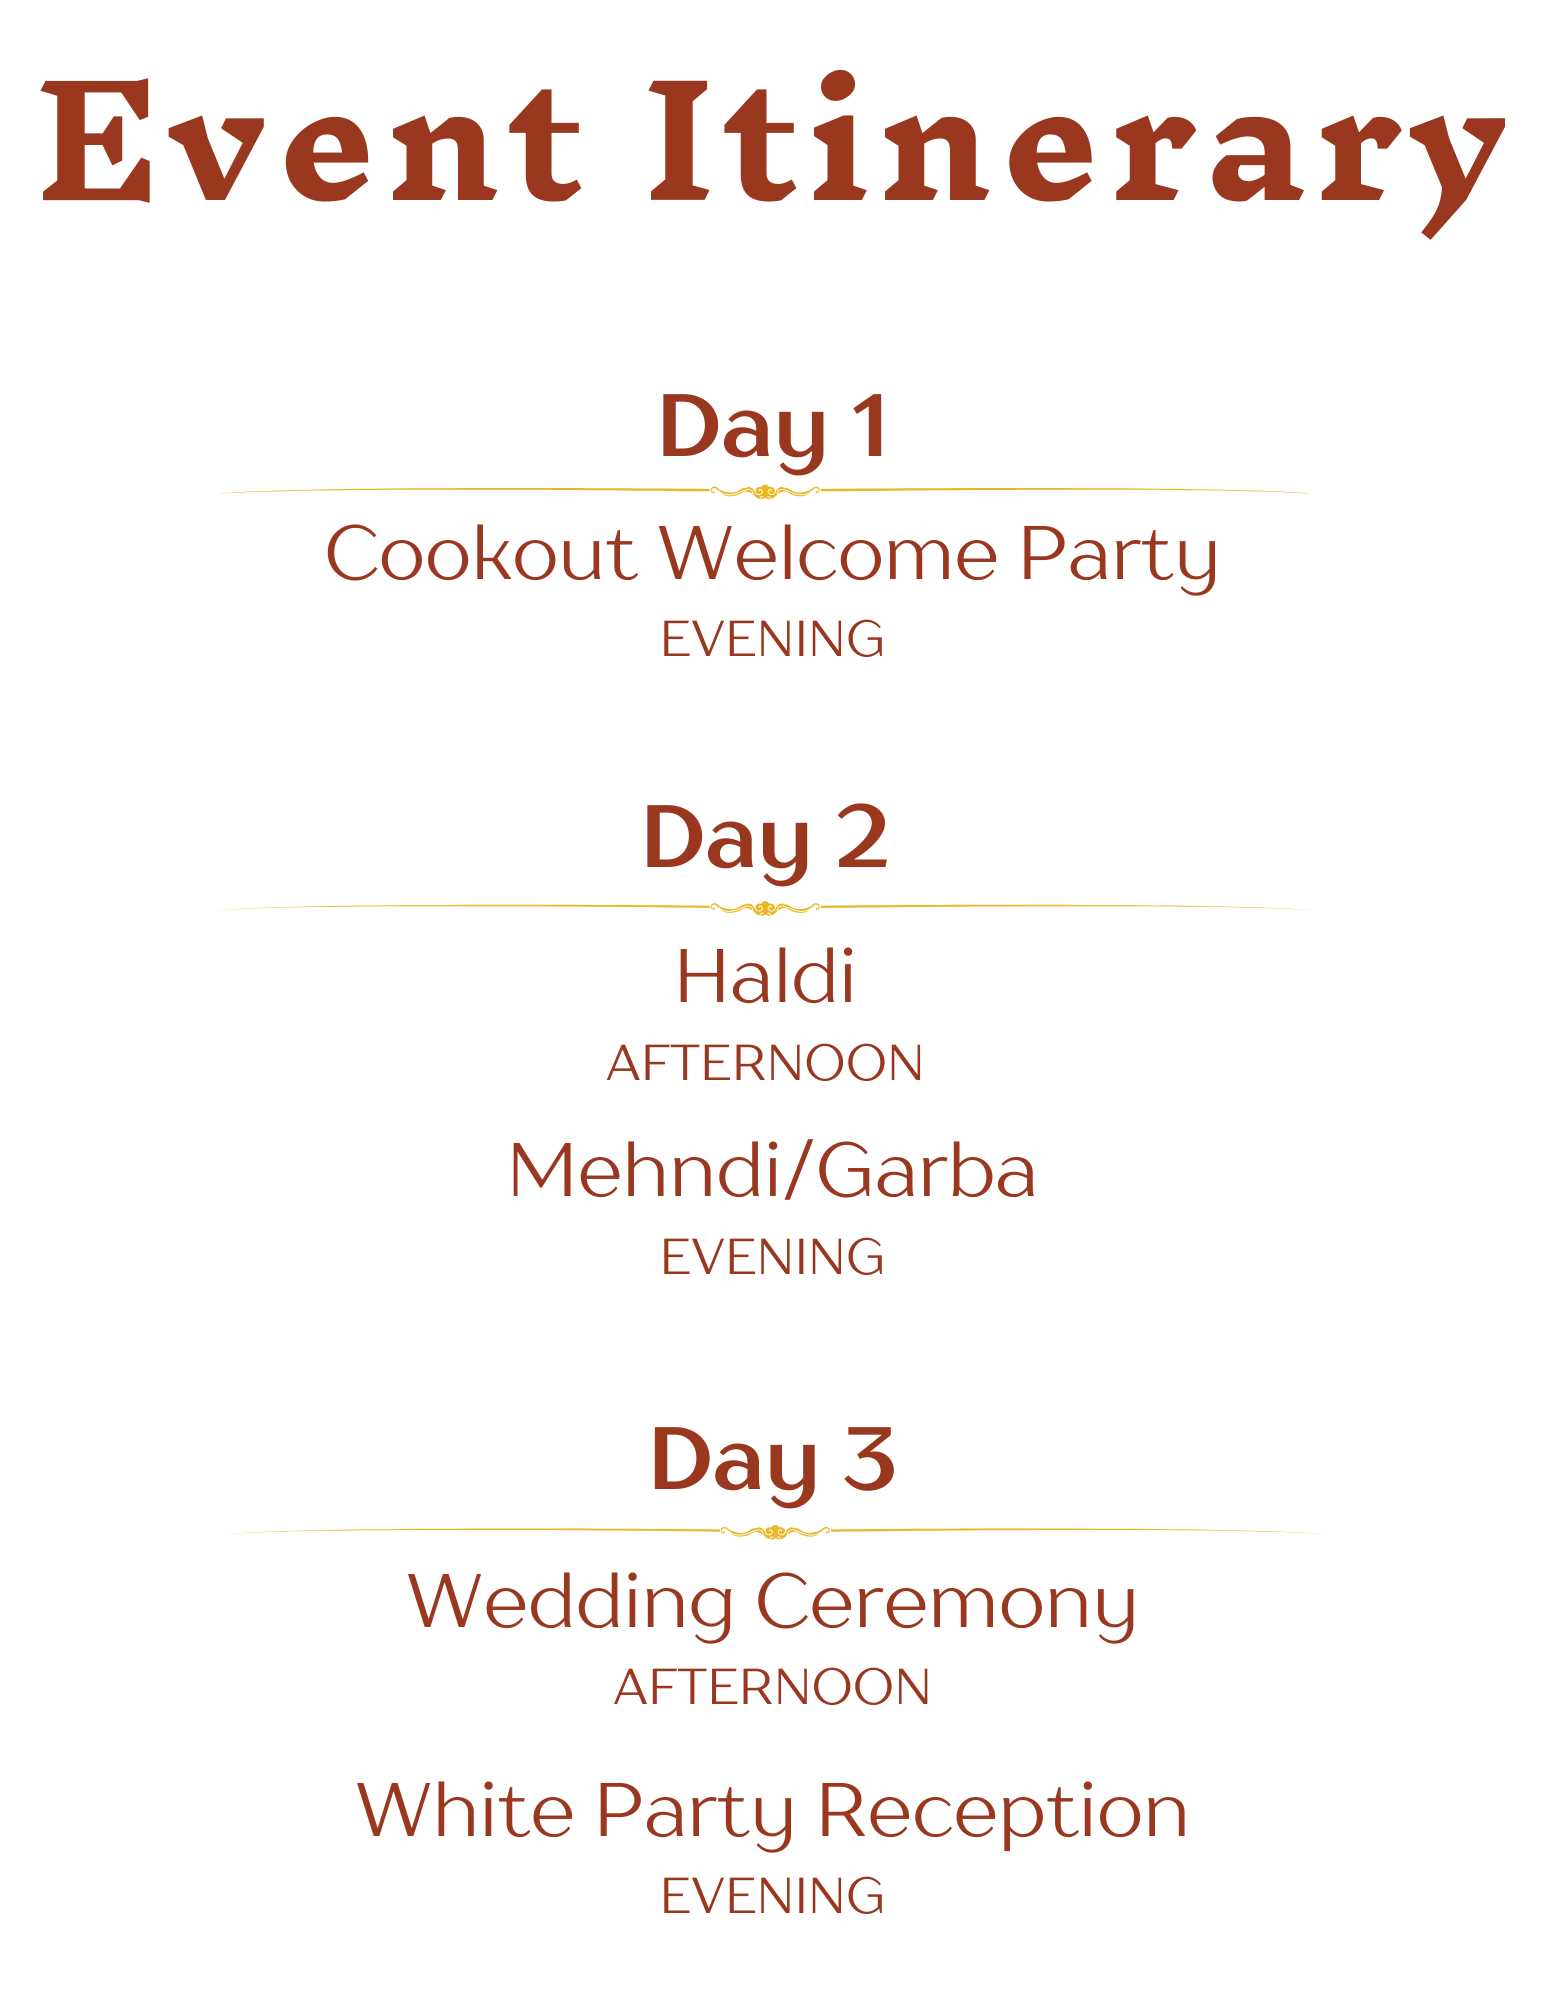 Event Itinerary
Day 1
Cookout Welcome Party
EVENING
Day 2
Haldi
AFTERNOON
Mehndi/Garba
EVENING
Day 3
Wedding Ceremony
AFTERNOON
White Party Reception
EVENING